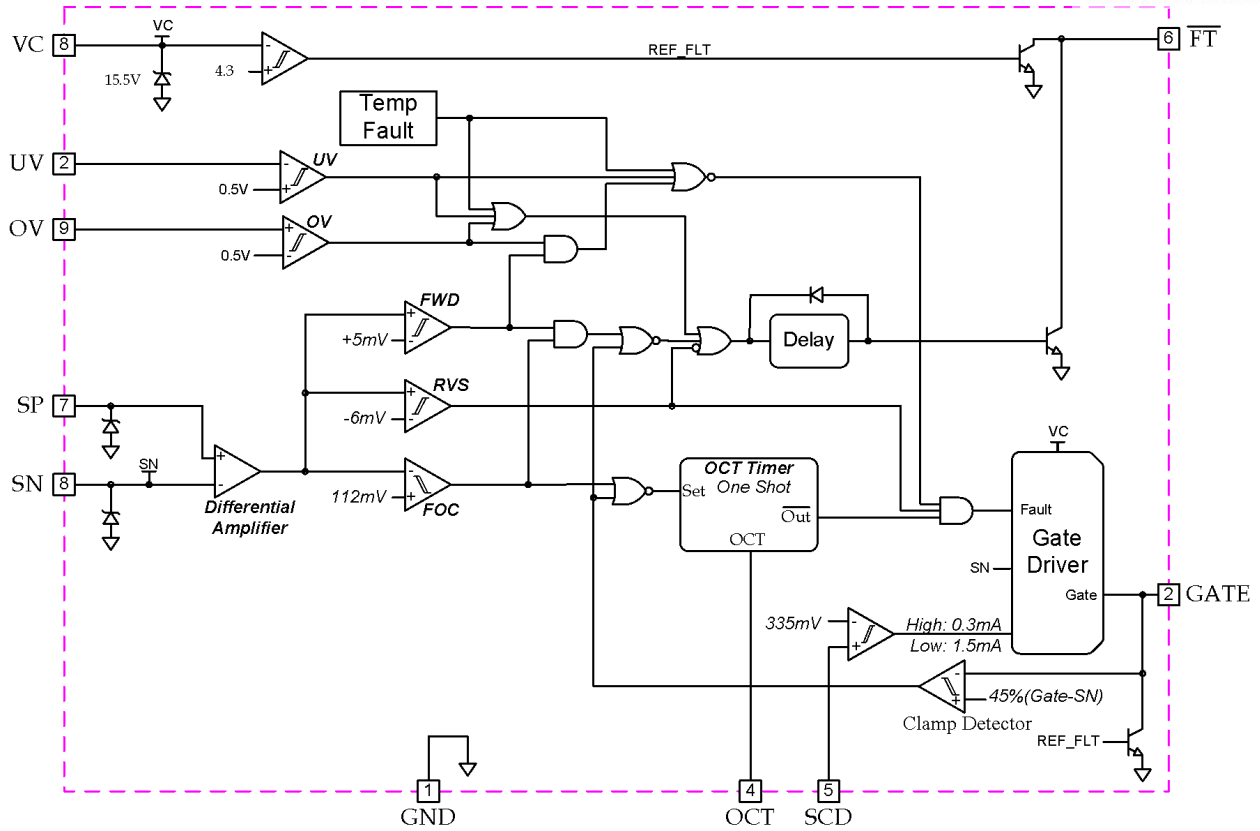 VC
VC 8
6 FT
15.5V
-
4.3
+
REF_FLT
Temp
Fault
UV 2
-
UV
0.5V
+
OV 9
+
OV
0.5V
-
FWD
+
+5mV
-
Delay
SP 7
RVS
+
-6mV
-
SN 8
SN
+
-
Differential
Amplifier
-
112mV
+
FOC
OCT Timer
One Shot
Set
Out
OCT
VC
Fault
Gate
Driver
SN
Gate
2 GATE
335mV
-
+
High: 0.3mA
Low: 1.5mA
-
+
45%(Gate-SN)
Clamp Detector
REF_FLT
1
GND
4
OCT
5
SCD